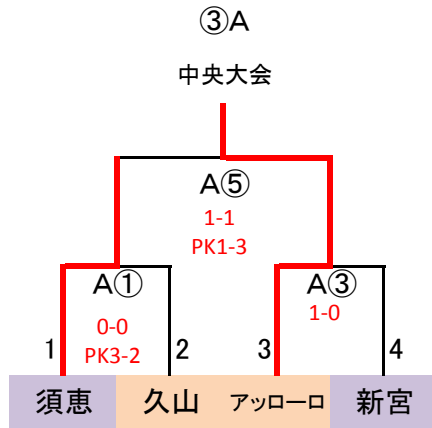 ③A
中央大会
A⑤
1-1
PK1-3
A① A③
0-0 1-0
PK3-2
1 2 3 4
須恵 久山 アッローロ 新宮